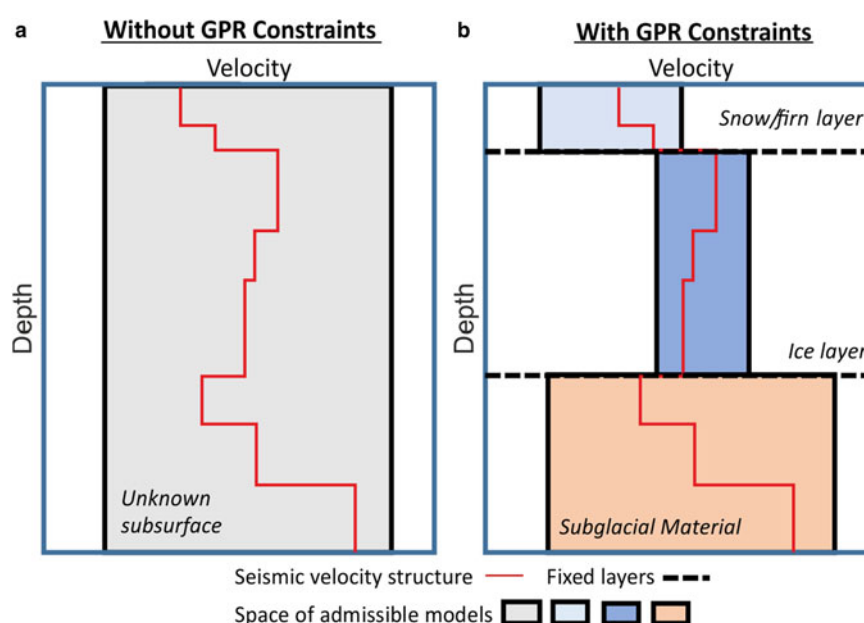 a
Without GPR Constraints
Velocity
Depth
Unknown
subsurface
b
With GPR Constraints
Velocity
Depth
Snow/firn layer
Ice layer
Subglacial Material
Seismic velocity structure
Fixed layers
Space of admissible models